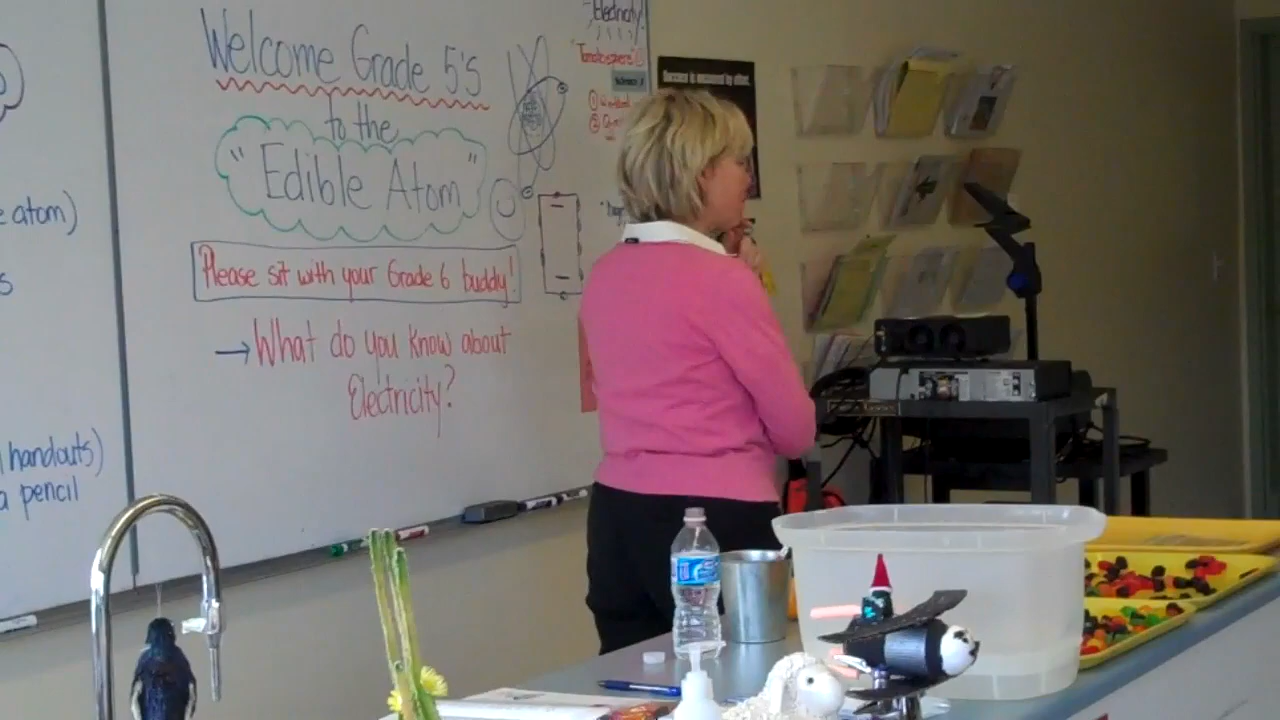 e atom)
s
handouts)
a pencil
Welcome Grade 5's
to the
"Edible Atom"
Please sit with your Grade 6 buddy!
→What do you know about
Electricity?
Electricity!
"Tomatosphere"